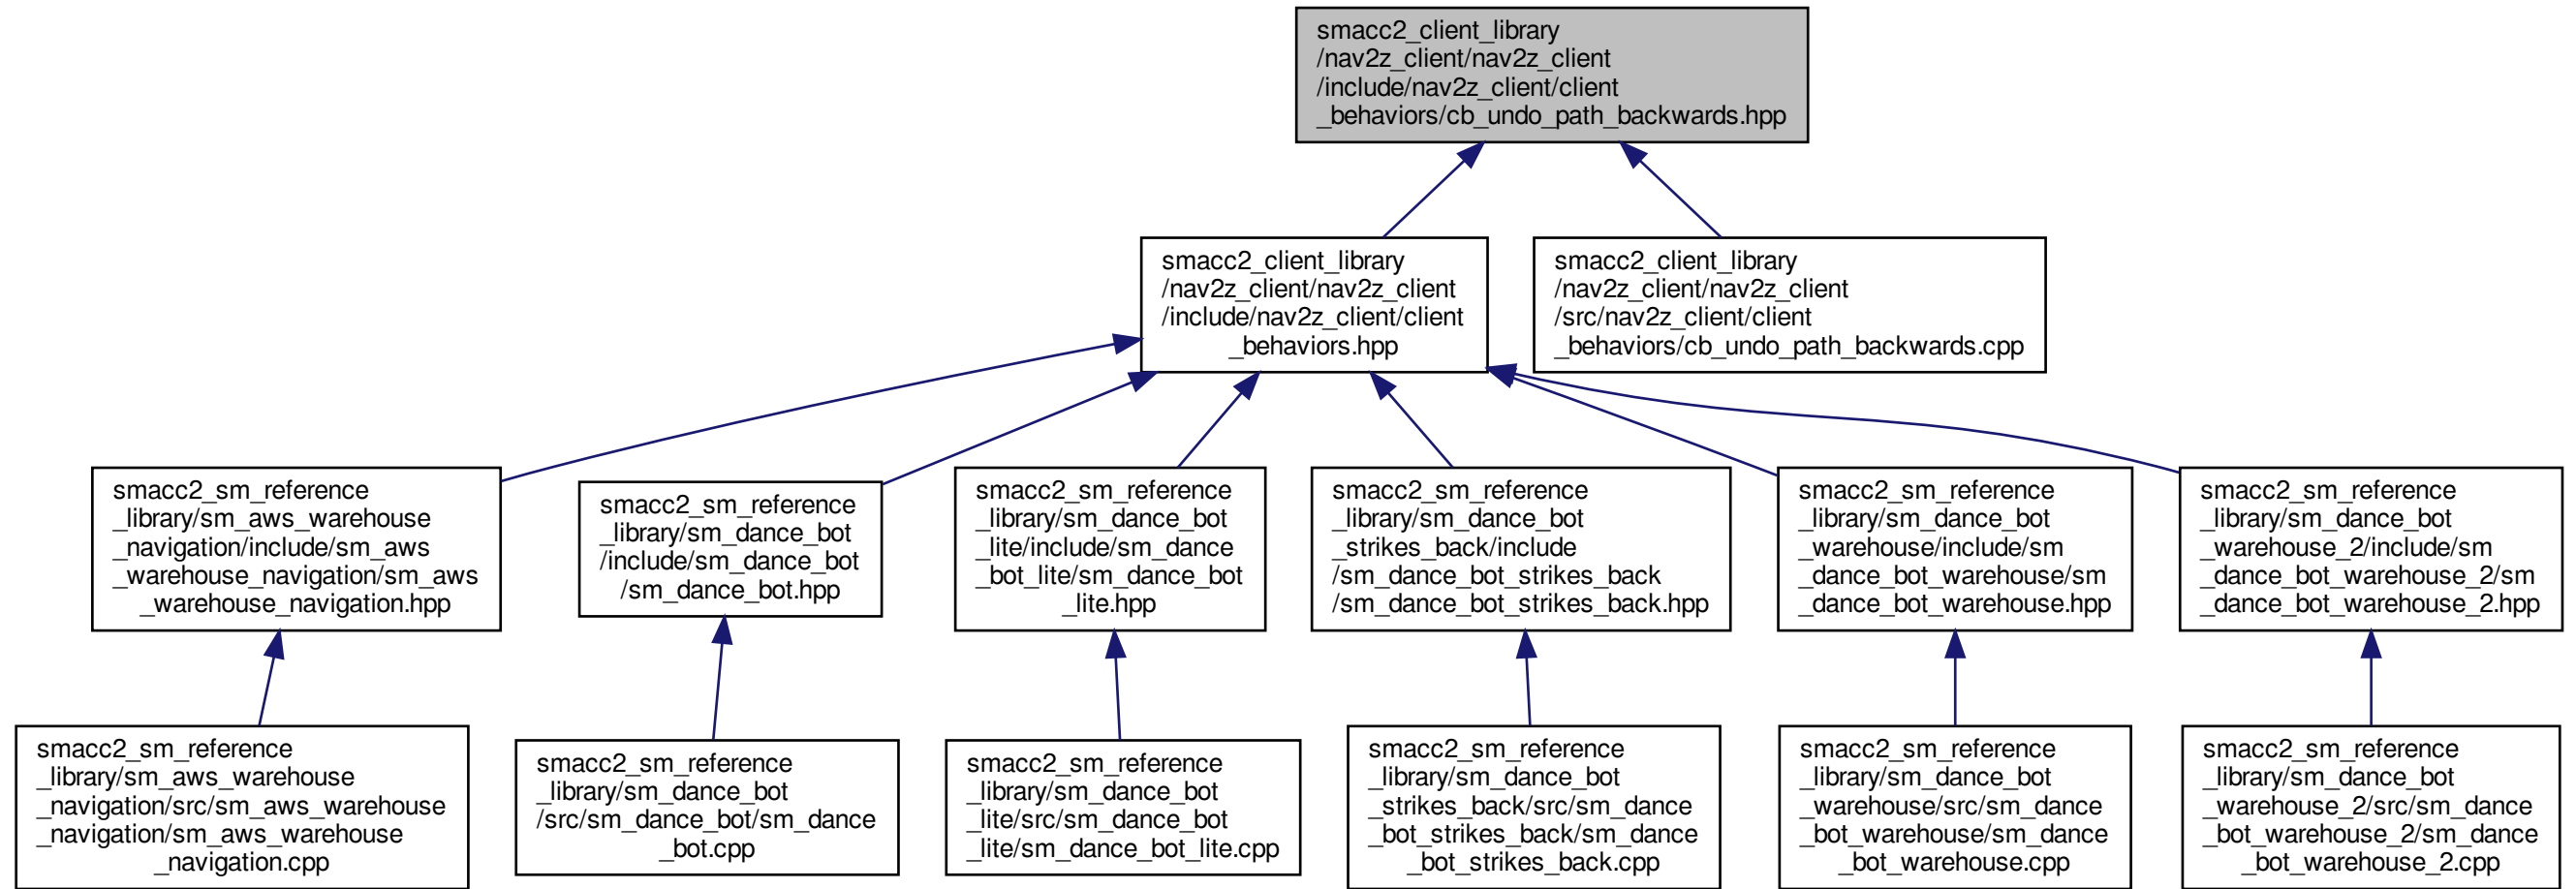 smacc2_client_library
/nav2z_client/nav2z_client
/include/nav2z_client/client
_behaviors/cb_undo_path_backwards.hpp
smacc2_client_library
/nav2z_client/nav2z_client
/include/nav2z_client/client
_behaviors.hpp
smacc2_client_library
/nav2z_client/nav2z_client
/src/nav2z_client/client
_behaviors/cb_undo_path_backwards.cpp
smacc2_sm_reference
_library/sm_aws_warehouse
_navigation/include/sm_aws
_warehouse_navigation/sm_aws
_warehouse_navigation.hpp
smacc2_sm_reference
_library/sm_dance_bot
/include/sm_dance_bot
/sm_dance_bot.hpp
smacc2_sm_reference
_library/sm_dance_bot
_lite/include/sm_dance
_bot_lite/sm_dance_bot
_lite.hpp
smacc2_sm_reference
_library/sm_dance_bot
_strikes_back/include
/sm_dance_bot_strikes_back
/sm_dance_bot_strikes_back.hpp
smacc2_sm_reference
_library/sm_dance_bot
_warehouse/include/sm
_dance_bot_warehouse/sm
_dance_bot_warehouse.hpp
smacc2_sm_reference
_library/sm_dance_bot
_warehouse_2/include/sm
_dance_bot_warehouse_2/sm
_dance_bot_warehouse_2.hpp
smacc2_sm_reference
_library/sm_aws_warehouse
_navigation/src/sm_aws_warehouse
_navigation/sm_aws_warehouse
_navigation.cpp
smacc2_sm_reference
_library/sm_dance_bot
/src/sm_dance_bot/sm_dance
_bot.cpp
smacc2_sm_reference
_library/sm_dance_bot
_lite/src/sm_dance_bot
_lite/sm_dance_bot_lite.cpp
smacc2_sm_reference
_library/sm_dance_bot
_strikes_back/src/sm_dance
_bot_strikes_back/sm_dance
_bot_strikes_back.cpp
smacc2_sm_reference
_library/sm_dance_bot
_warehouse/src/sm_dance
_bot_warehouse/sm_dance
_bot_warehouse.cpp
smacc2_sm_reference
_library/sm_dance_bot
_warehouse_2/src/sm_dance
_bot_warehouse_2/sm_dance
_bot_warehouse_2.cpp